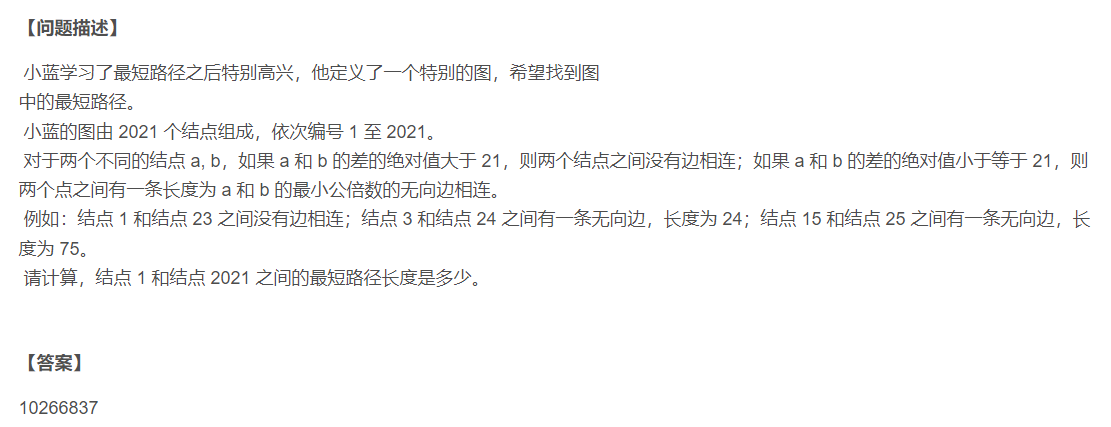 【问题描述】
小蓝学习了最短路径之后特别高兴，他定义了一个特别的图，希望找到图
中的最短路径。
小蓝的图由 2021 个结点组成，依次编号 1 至 2021。
对于两个不同的结点 a, b，如果 a 和 b 的差的绝对值大于 21，则两个结点之间没有边相连；如果 a 和 b 的差的绝对值小于等于 21，则
两个点之间有一条长度为 a 和 b 的最小公倍数的无向边相连。
例如：结点 1 和结点 23 之间没有边相连；结点 3 和结点 24 之间有一条无向边，长度为 24；结点 15 和结点 25 之间有一条无向边，长
度为 75。
请计算，结点 1 和结点 2021 之间的最短路径长度是多少。
【答案】
10266837